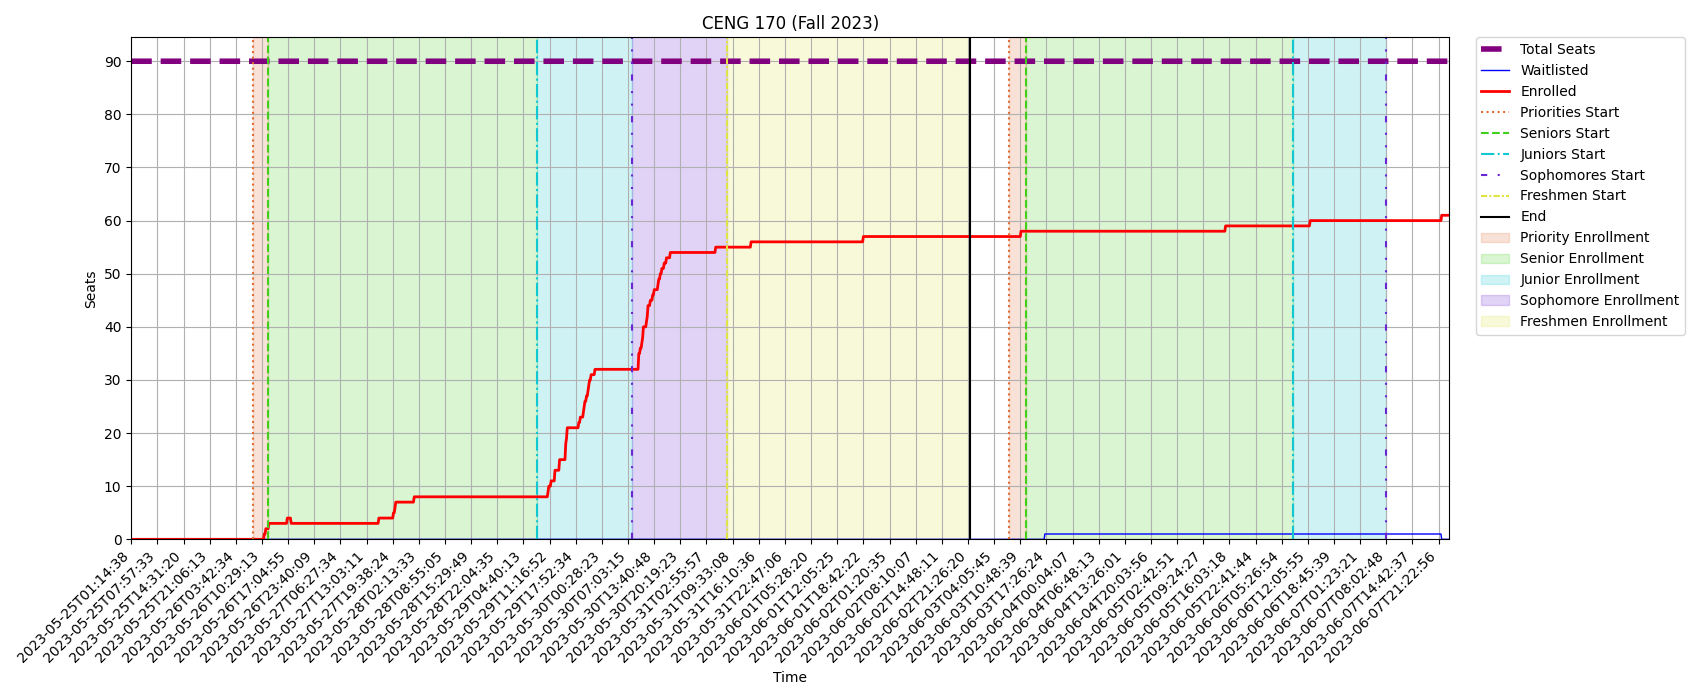 CENG 170 (Fall 2023)
Seats
90
80
70
60
50
40
30
20
10
0
2023-05-25T01:14:38
2023-05-25T07:57:33
2023-05-25T14:31:20
2023-05-25T21:06:13
2023-05-26T03:42:34
2023-05-26T10:29:13
2023-05-26T17:04:55
2023-05-26T23:40:09
2023-05-27T06:27:34
2023-05-27T13:03:11
2023-05-27T19:38:24
2023-05-28T02:13:33
2023-05-28T08:55:05
2023-05-28T15:29:49
2023-05-28T22:04:35
2023-05-29T04:40:13
2023-05-29T11:16:52
2023-05-29T17:52:34
2023-05-30T00:28:23
2023-05-30T07:03:15
2023-05-30T13:40:48
2023-05-30T20:19:23
2023-05-31T02:55:57
2023-05-31T09:33:08
2023-05-31T16:10:36
2023-05-31T22:47:06
2023-06-01T05:28:20
2023-06-01T12:05:25
2023-06-01T18:42:22
2023-06-02T01:20:35
2023-06-02T08:10:07
2023-06-02T14:48:11
2023-06-02T21:26:20
2023-06-03T04:05:45
2023-06-03T10:48:39
2023-06-03T17:26:24
2023-06-04T00:04:07
2023-06-04T06:48:13
2023-06-04T13:26:01
2023-06-04T20:03:56
2023-06-05T02:42:51
2023-06-05T09:24:27
2023-06-05T16:03:18
2023-06-05T22:41:44
2023-06-06T05:26:54
2023-06-06T12:05:55
2023-06-06T18:45:39
2023-06-07T01:23:21
2023-06-07T08:02:48
2023-06-07T14:42:37
2023-06-07T21:22:56
Time
Total Seats
Waitlisted
Enrolled
Priorities Start
Seniors Start
Juniors Start
Sophomores Start
Freshmen Start
End
Priority Enrollment
Senior Enrollment
Junior Enrollment
Sophomore Enrollment
Freshmen Enrollment